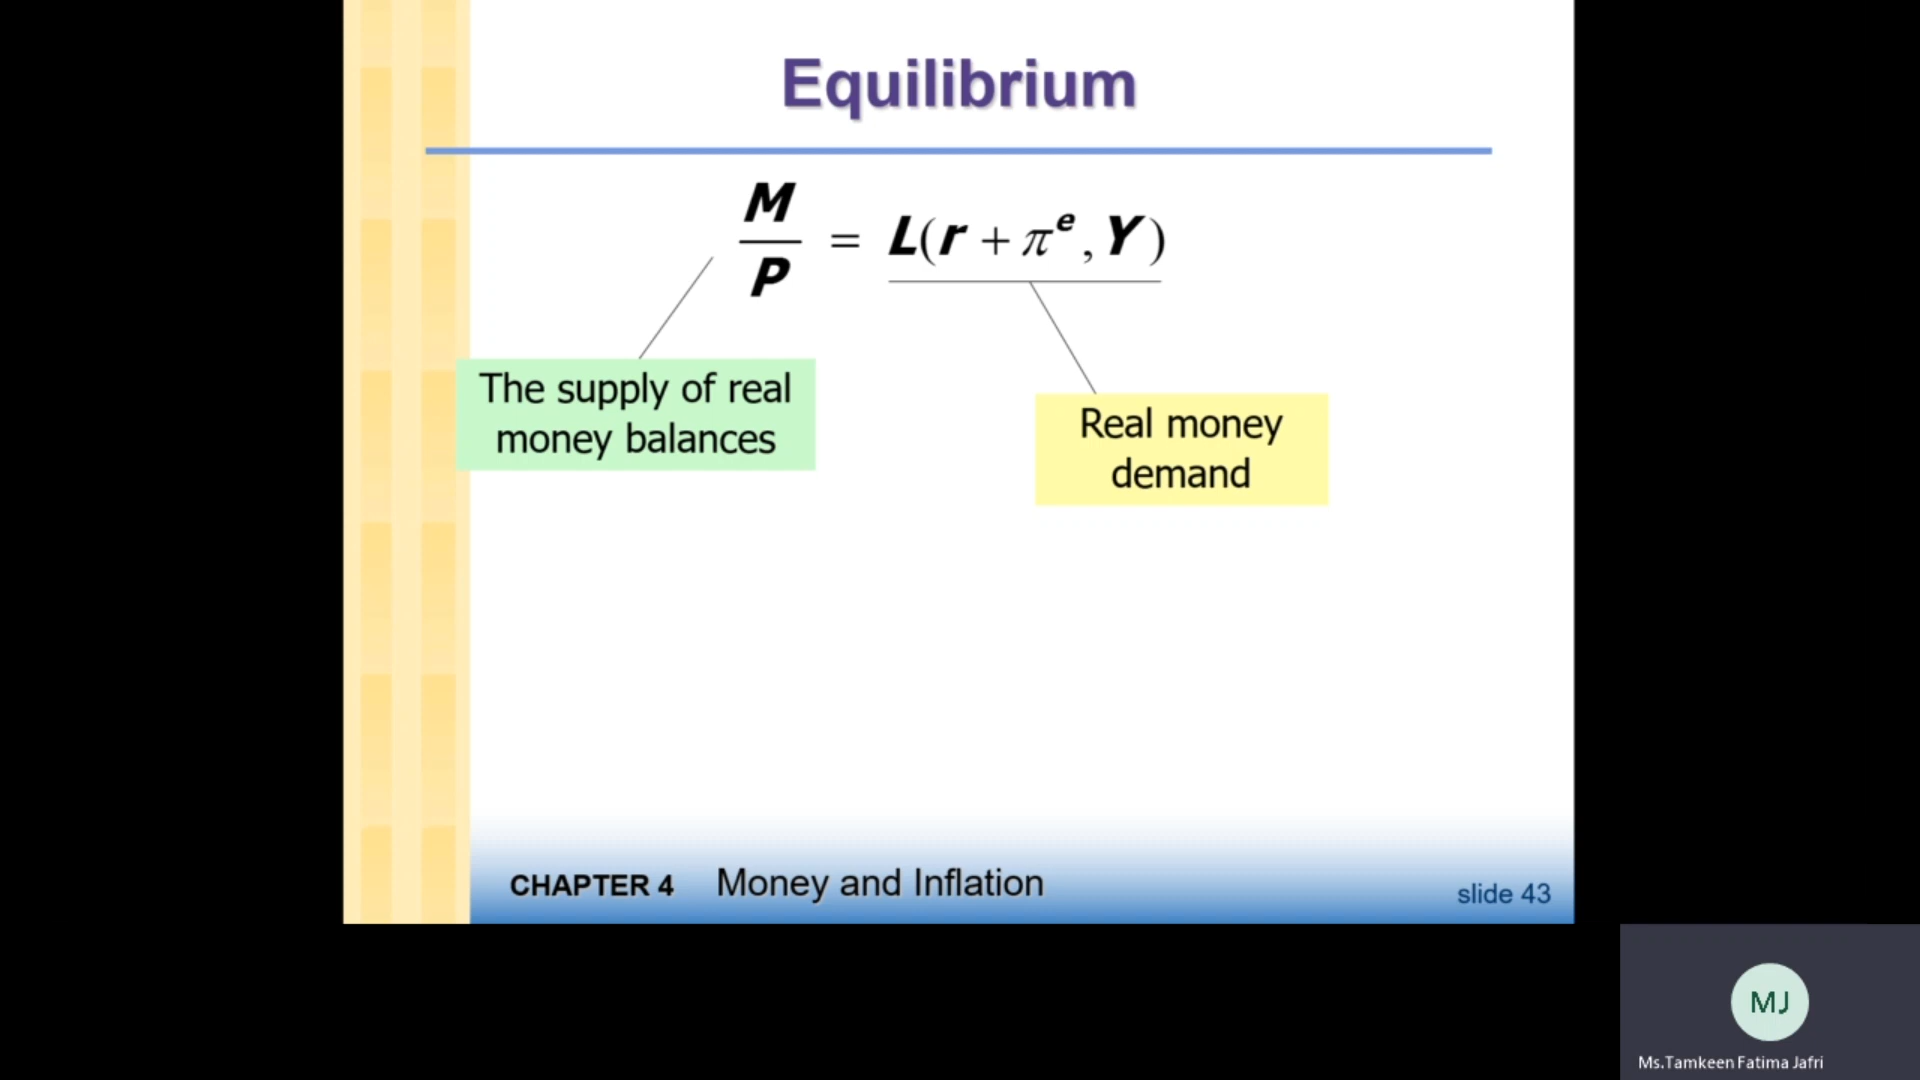 Equilibrium
M/P = L(r + πᵉ, Y)
The supply of real
money balances
Real money
demand
CHAPTER 4 Money and Inflation
slide 43
MJ
Ms.Tamkeen Fatima Jafri